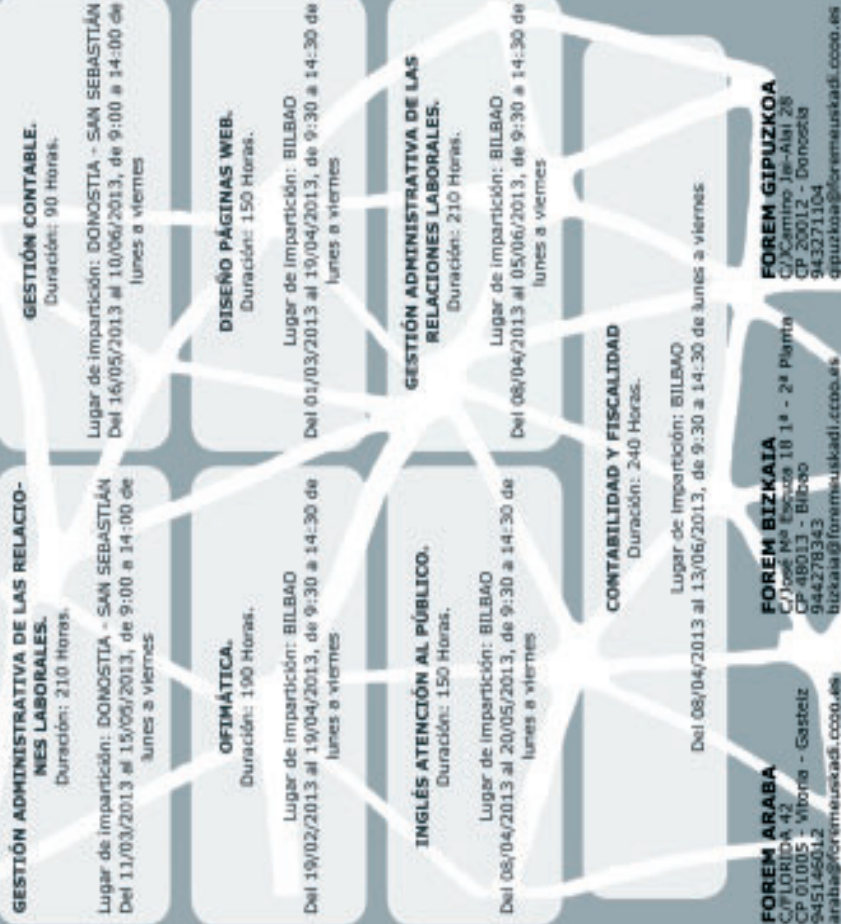 GESTIÓN ADMINISTRATIVA DE LAS RELACIO-
NES LABORALES.
Duración: 210 Horas.
Lugar de impartición: DONOSTIA - SAN SEBASTIÁN
Del 11/03/2013 al 15/05/2013, de 9:00 a 14:00 de
lunes a viernes
GESTIÓN CONTABLE.
Duración: 90 Horas.
Lugar de impartición: DONOSTIA - SAN SEBASTIÁN
Del 16/05/2013 al 10/06/2013, de 9:00 a 14:00 de
lunes a viernes
OFIMÁTICA.
Duración: 190 Horas.
Lugar de impartición: BILBAO
Del 19/02/2013 al 19/04/2013, de 9:30 a 14:30 de
lunes a viernes
DISEÑO PÁGINAS WEB.
Duración: 150 Horas.
Lugar de impartición: BILBAO
Del 01/03/2013 al 19/04/2013, de 9:30 a 14:30 de
lunes a viernes
INGLÉS ATENCIÓN AL PÚBLICO.
Duración: 150 Horas.
Lugar de impartición: BILBAO
Del 08/04/2013 al 20/05/2013, de 9:30 a 14:30 de
lunes a viernes
GESTIÓN ADMINISTRATIVA DE LAS
RELACIONES LABORALES.
Duración: 210 Horas.
Lugar de impartición: BILBAO
Del 08/04/2013 al 05/06/2013, de 9:30 a 14:30 de
lunes a viernes
CONTABILIDAD Y FISCALIDAD
Duración: 240 Horas.
Lugar de impartición: BILBAO
Del 08/04/2013 al 13/06/2013, de 9:30 a 14:30 de lunes a viernes
FOREM ARABA
C/FLORIDA 42
CP 01005 - Vitoria - Gasteiz
945146012
araba@foremeuskadi.ccoo.es
FOREM BIZKAIA
C/José Mª Escuza 18 1ª - 2ª Planta
CP 48013 - Bilbao
944278343
bizkaia@foremeuskadi.ccoo.es
FOREM GIPUZKOA
Jai-Alai 28
CP 20012 - Donostia
943271104
gipuzkoa@foremeuskadi.ccoo.es